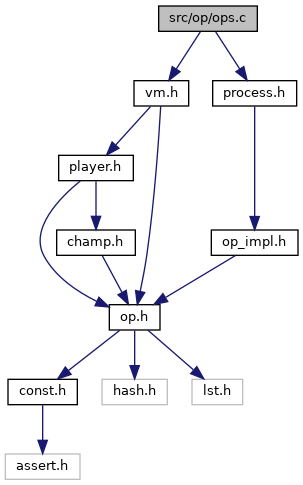 src/op/ops.c
vm.h
process.h
player.h
champ.h
op_impl.h
op.h
const.h
hash.h
lst.h
assert.h